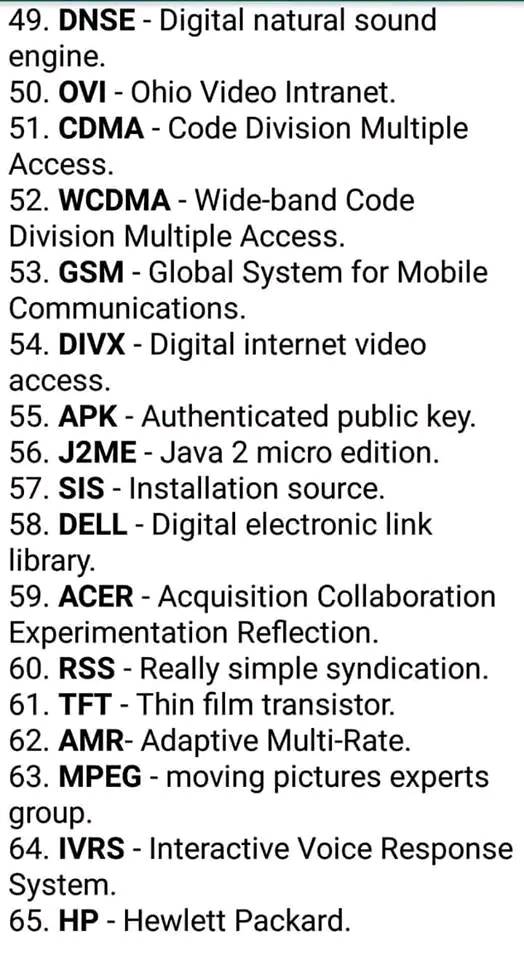 49. DNSE - Digital natural sound
engine.
50. OVI - Ohio Video Intranet.
51. CDMA - Code Division Multiple
Access.
52. WCDMA - Wide-band Code
Division Multiple Access.
53. GSM - Global System for Mobile
Communications.
54. DIVX - Digital internet video
access.
55. APK - Authenticated public key.
56. J2ME - Java 2 micro edition.
57. SIS - Installation source.
58. DELL - Digital electronic link
library.
59. ACER - Acquisition Collaboration
Experimentation Reflection.
60. RSS - Really simple syndication.
61. TFT - Thin film transistor.
62. AMR- Adaptive Multi-Rate.
63. MPEG - moving pictures experts
group.
64. IVRS - Interactive Voice Response
System.
65. HP - Hewlett Packard.